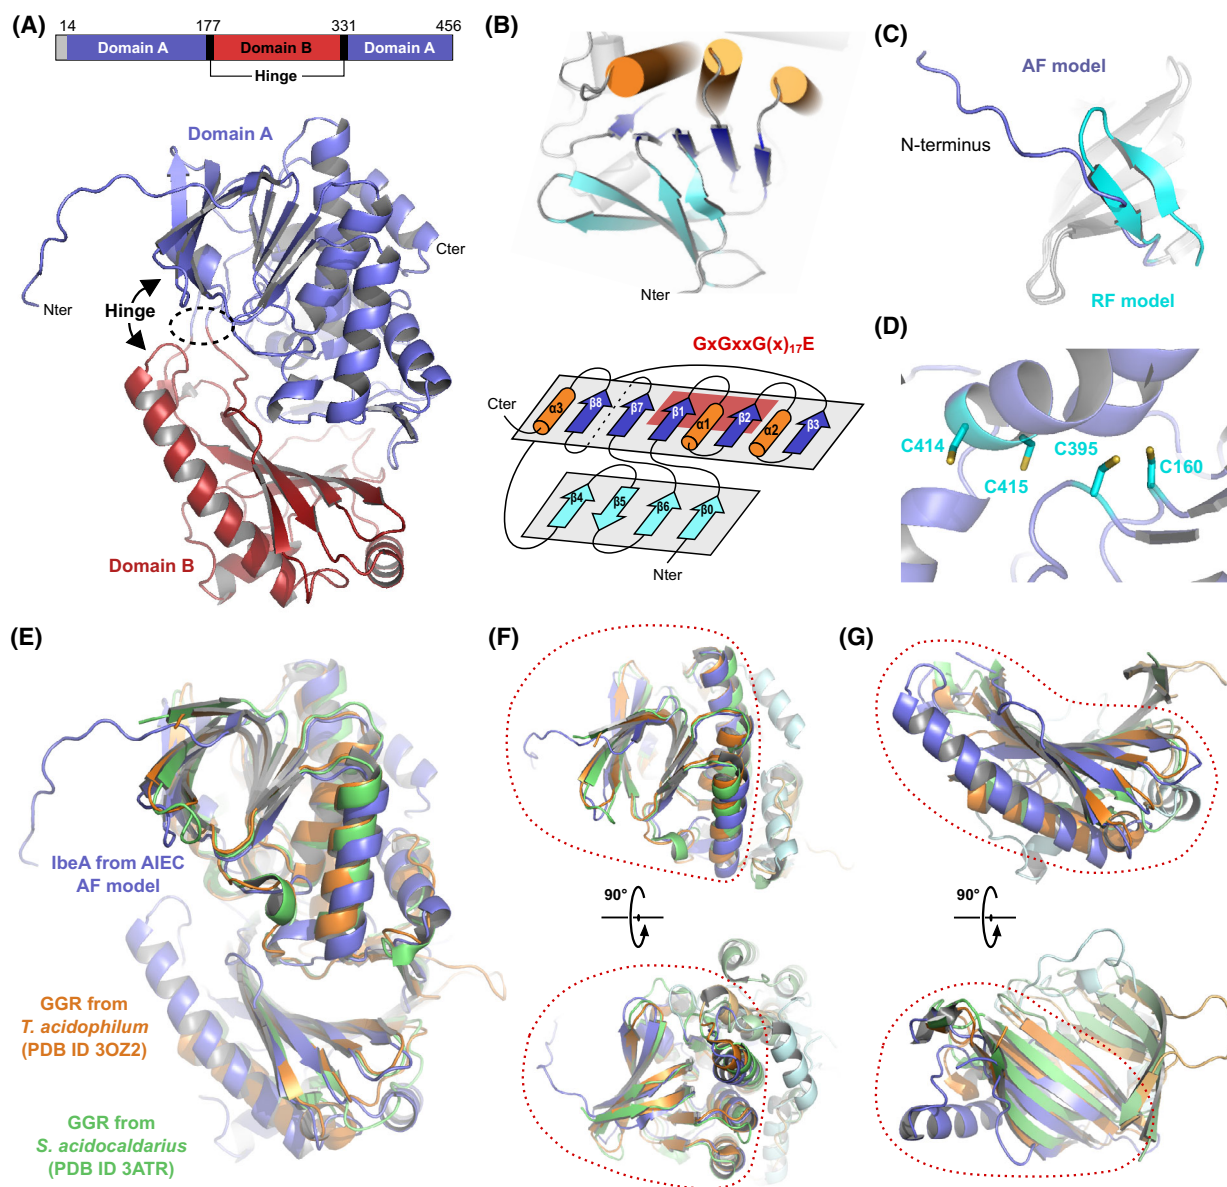 (A)
14 177 331 456
Domain A Domain B Domain A
Hinge
Domain A
Nter
Cter
Hinge
Domain B
(B)
Nter
GxGxxG(x)₁₇E
Cter
α3 β8 β7 β1 α1 β2 α2 β3
β4 β5 β6 β0
Nter
(C)
AF model
N-terminus
RF model
(D)
C414
C395
C160
C415
(E)
IbeA from AIEC
AF model
GGR from
T. acidophilum
(PDB ID 3OZ2)
GGR from
S. acidocaldarius
(PDB ID 3ATR)
(F)
90°
(G)
90°